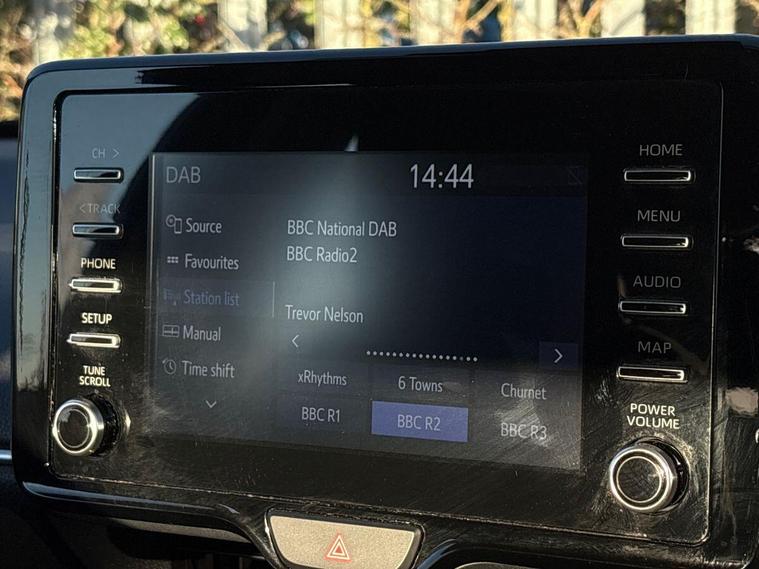 CH >
< TRACK
PHONE
SETUP
TUNE
SCROLL
DAB
14:44
Source
Favourites
Station list
Manual
Time shift
BBC National DAB
BBC Radio2
Trevor Nelson
< >
xRhythms
6 Towns
Churnet
BBC R1
BBC R2
BBC R3
HOME
MENU
AUDIO
MAP
POWER
VOLUME